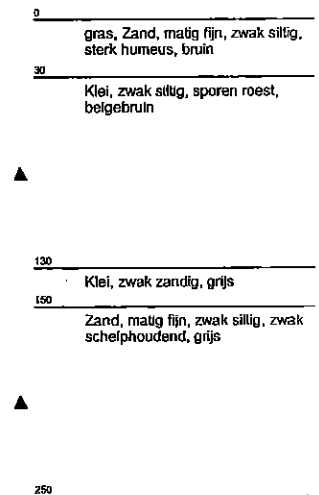 0
gras, Zand, matig fijn, zwak siltig,
sterk humeus, bruin
30
Klei, zwak siltig, sporen roest,
beigebruin
130
Klei, zwak zandig, grijs
150
Zand, matig fijn, zwak siltig, zwak
schelphoudend, grijs
250